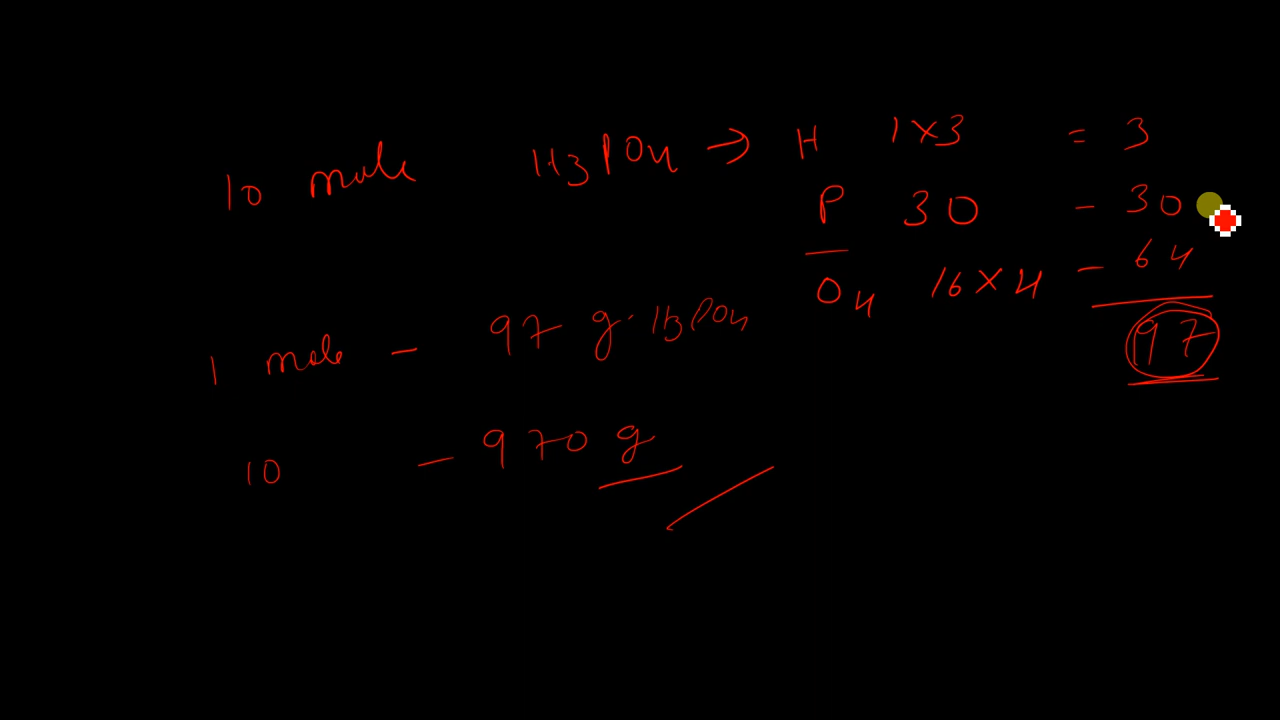 10 mole H3PO4 → H 1×3 = 3
P 30 - 30
O4 16×4 - 64
97
1 mole - 97 g. H3PO4
10 - 970 g